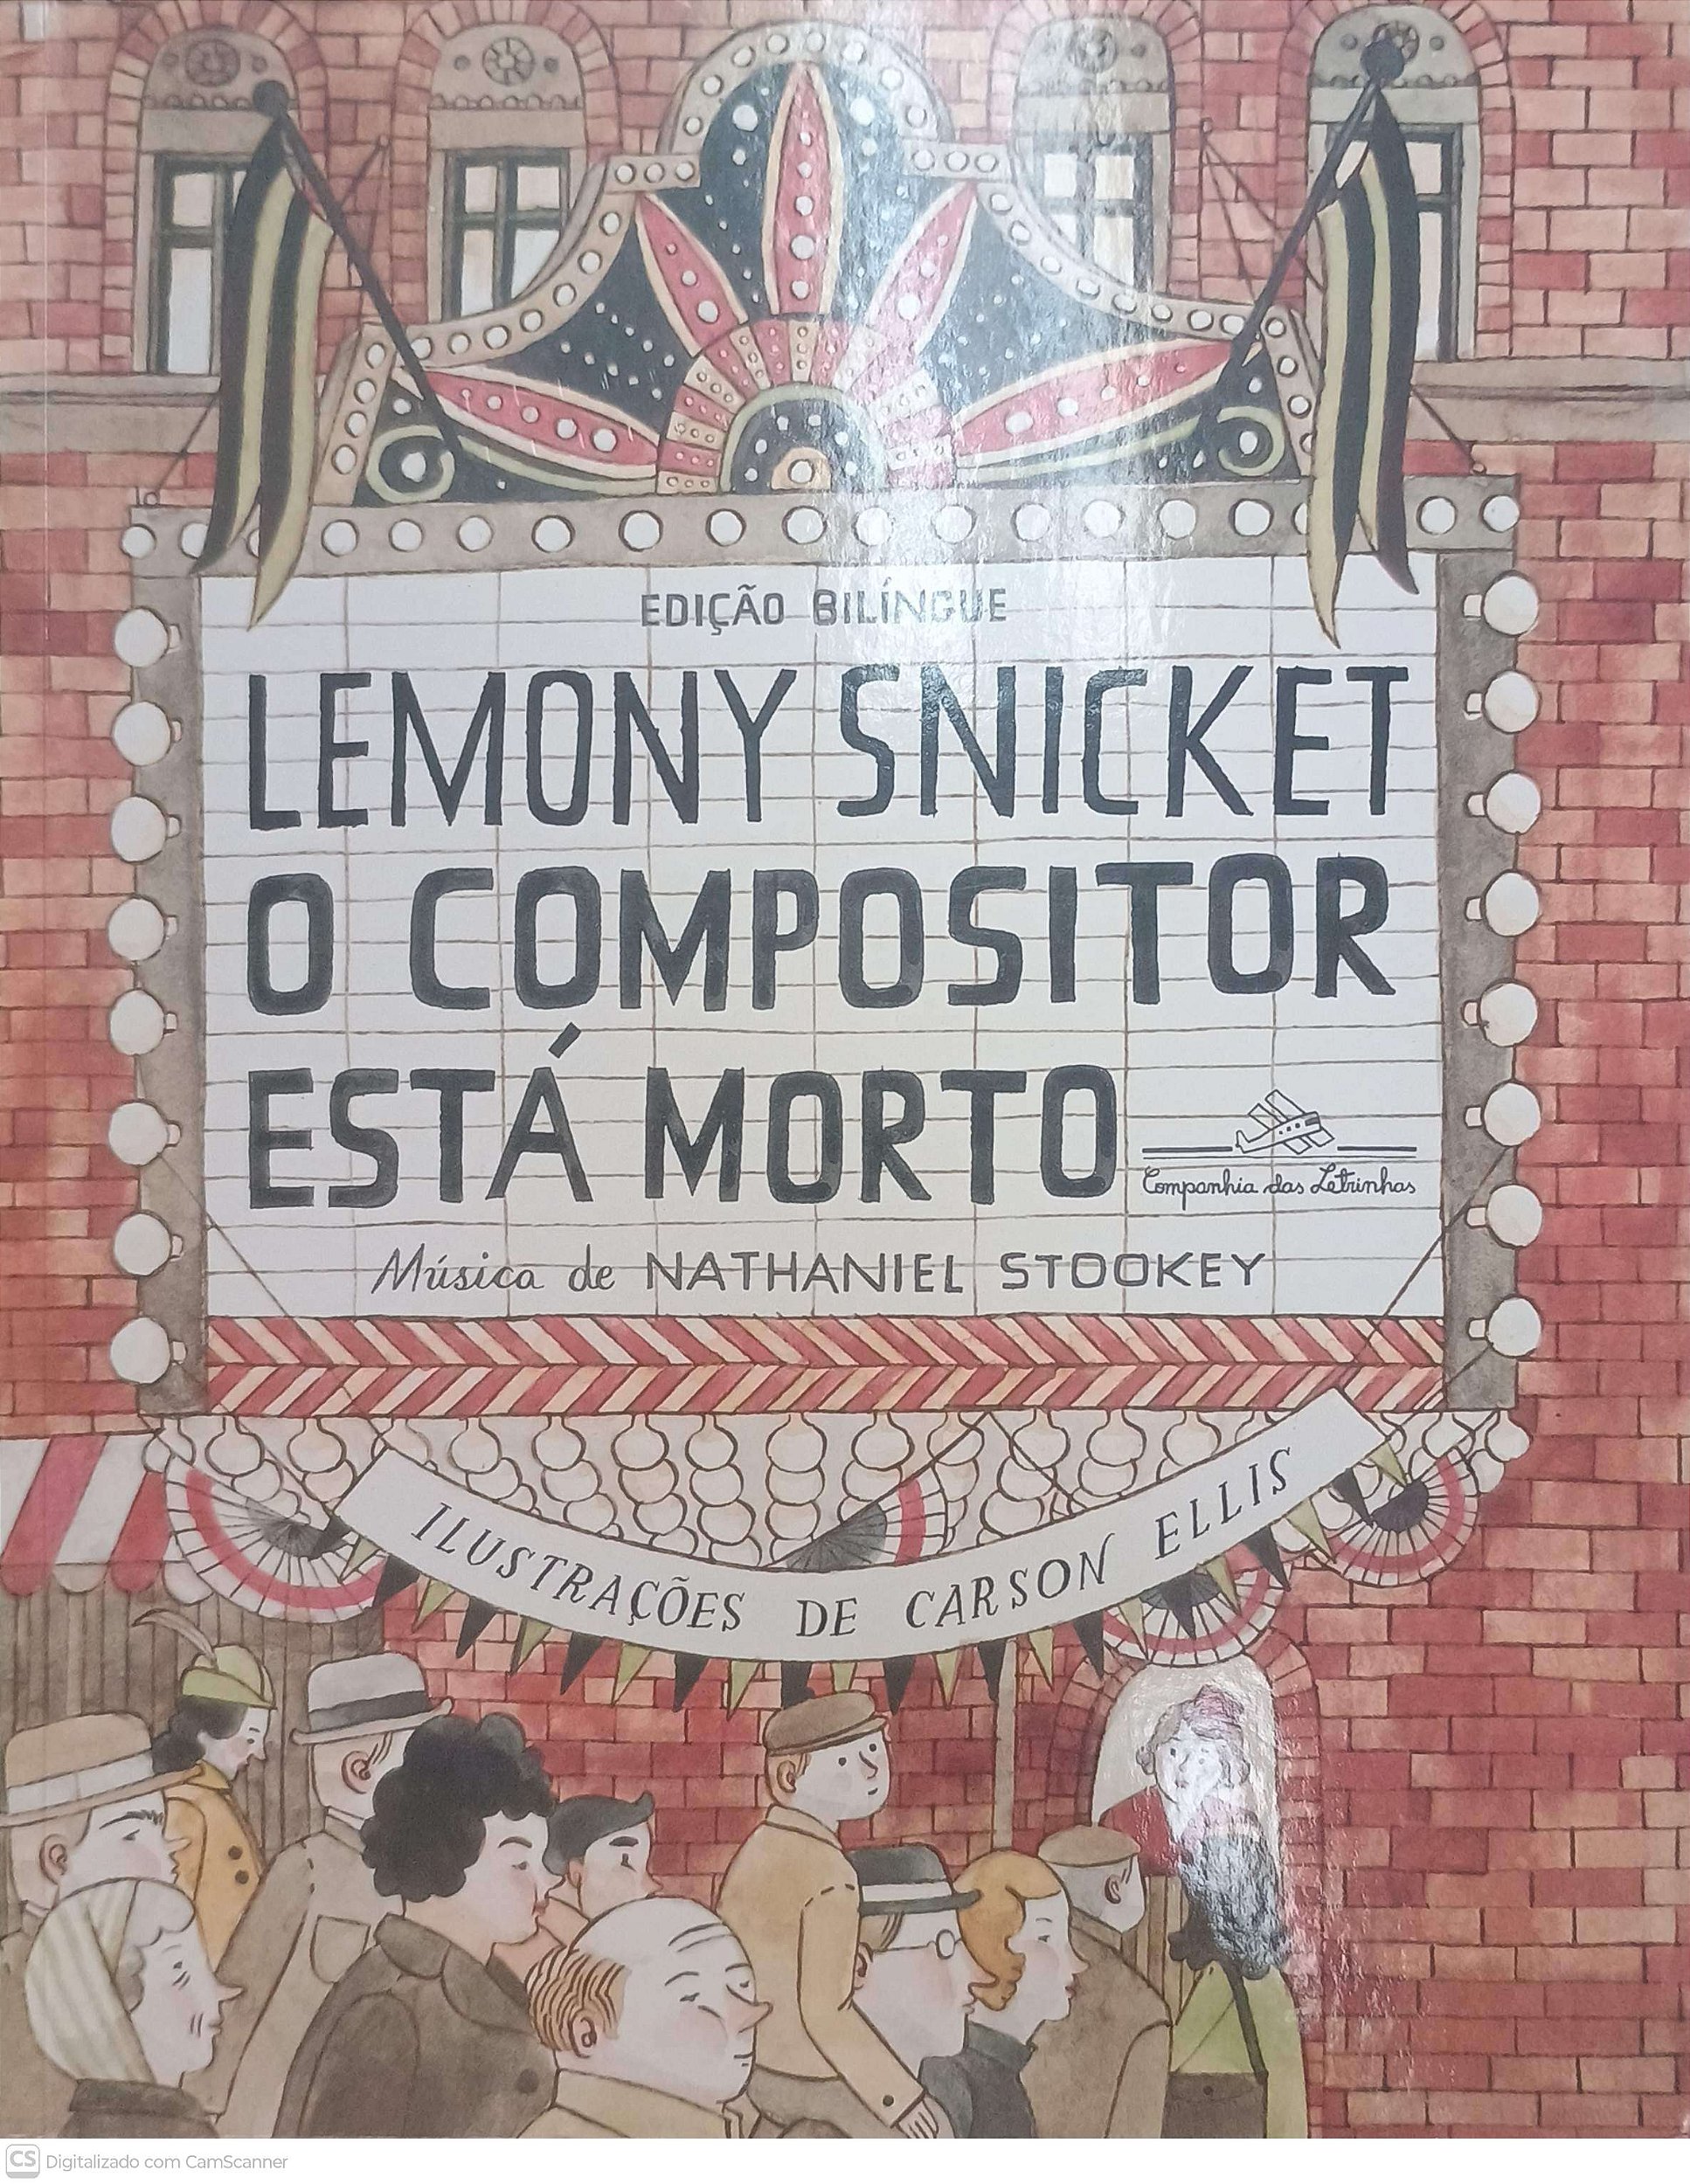 EDIÇÃO BILÍNGUE
LEMONY SNICKET
O COMPOSITOR
ESTÁ MORTO
Companhia das Letrinhas
Música de NATHANIEL STOOKEY
ILUSTRAÇÕES DE CARSON ELLIS
CS Digitalizado com CamScanner